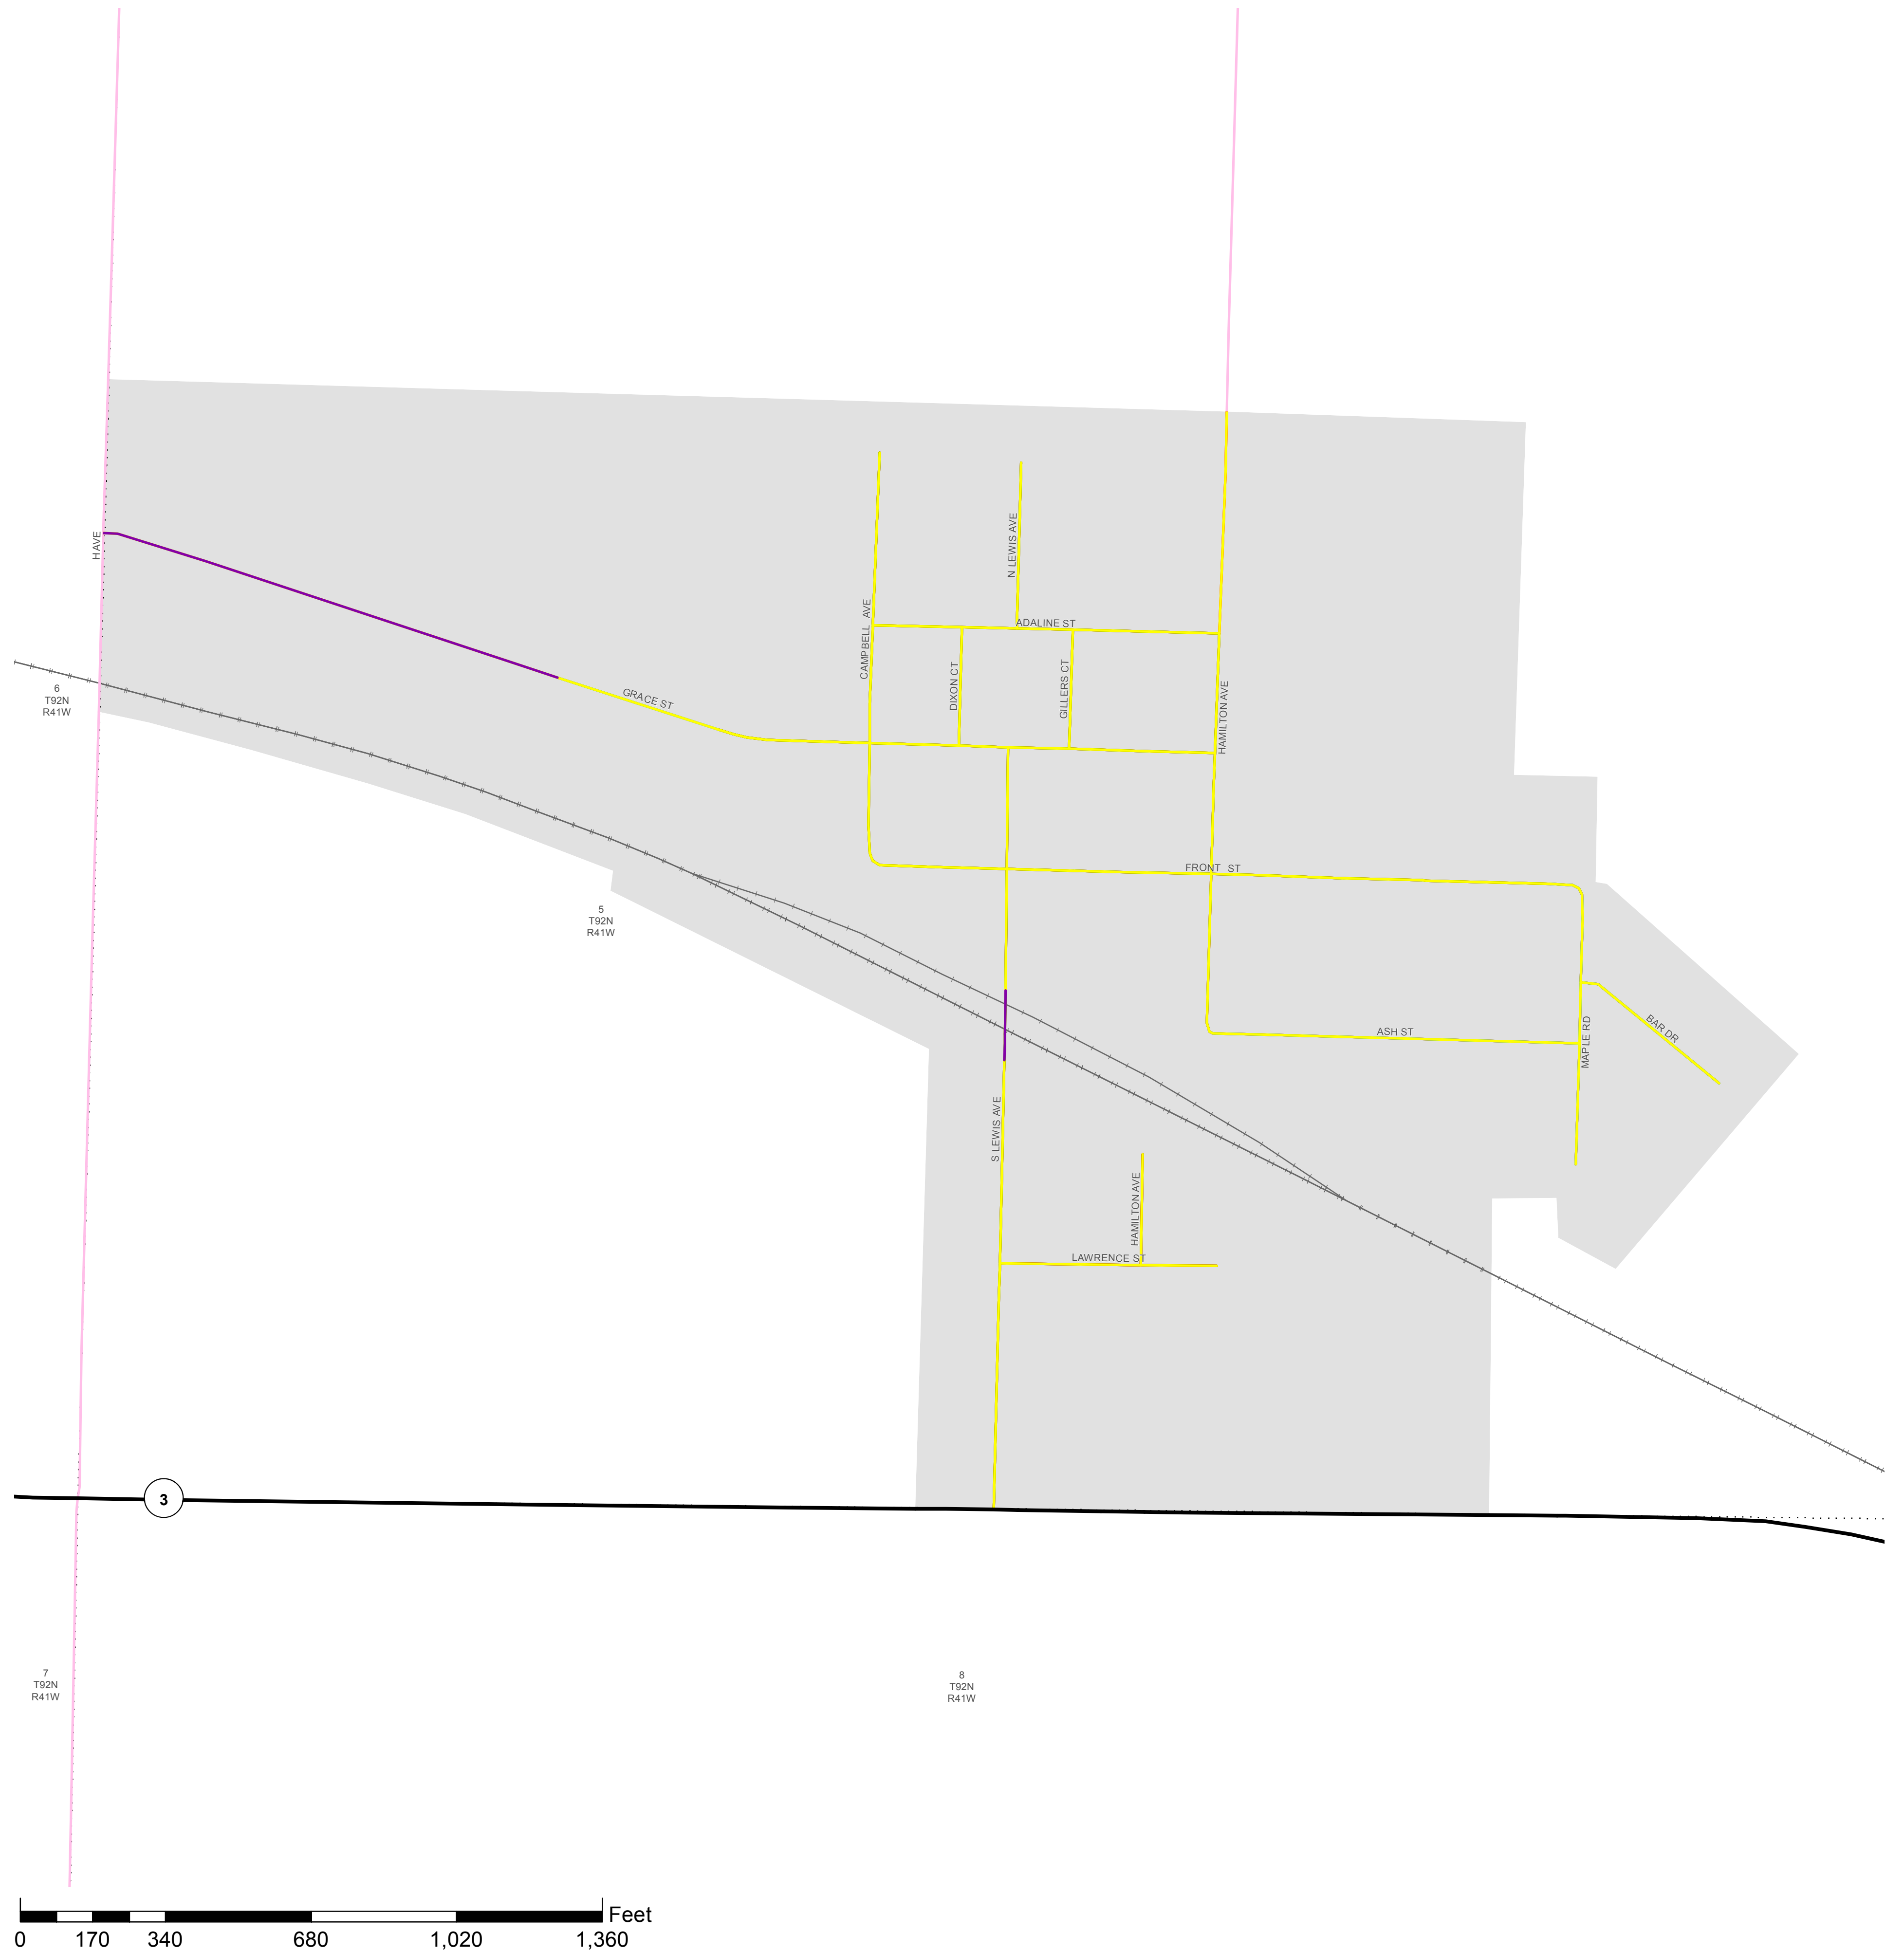 N LEWIS AVE
H AVE
CAMPBELL AVE
ADALINE ST
DIXON CT
GILLERS CT
HAMILTON AVE
GRACE ST
6
T92N
R41W
FRONT ST
5
T92N
R41W
ASH ST
MAPLE RD
BAR DR
S LEWIS AVE
HAMILTON AVE
LAWRENCE ST
3
7
T92N
R41W
8
T92N
R41W
Feet
0 170 340 680 1,020 1,360